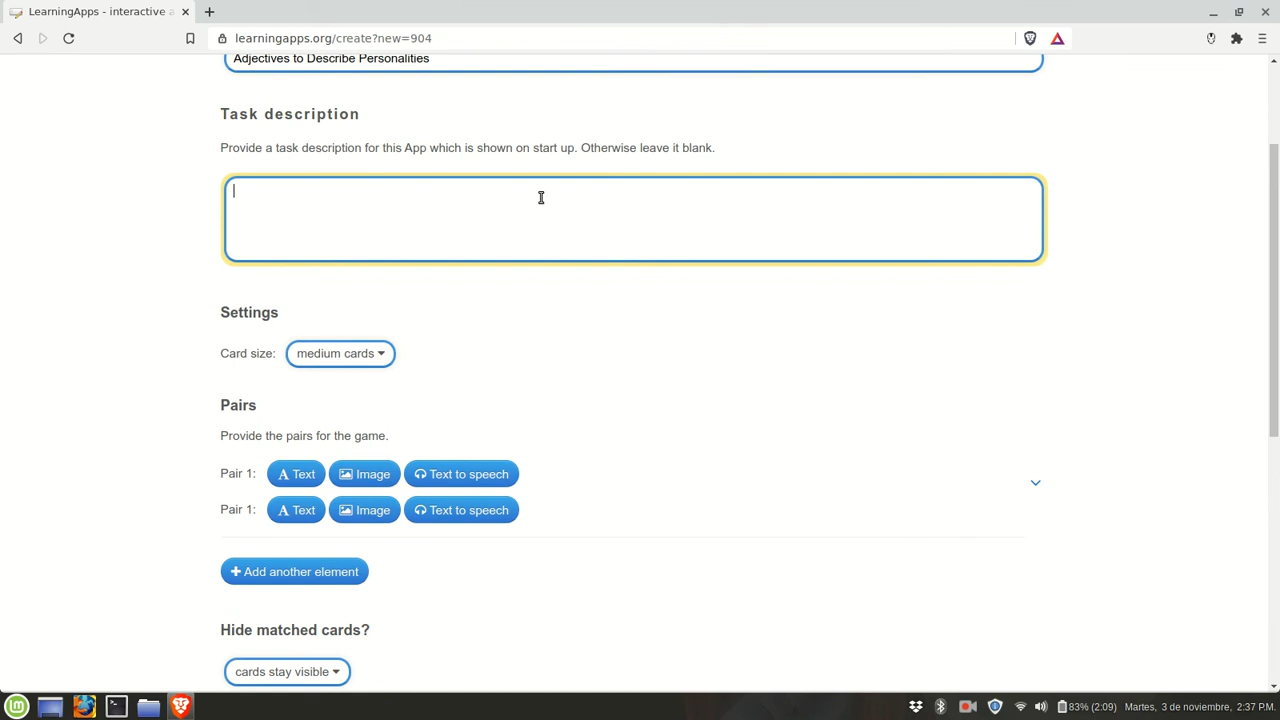 LearningApps - interactive a
learningapps.org/create?new=904
Adjectives to Describe Personalities
Task description
Provide a task description for this App which is shown on start up. Otherwise leave it blank.
Settings
Card size: medium cards
Pairs
Provide the pairs for the game.
Pair 1: A Text Image Text to speech
Pair 1: A Text Image Text to speech
+ Add another element
Hide matched cards?
cards stay visible
83% (2:09) Martes, 3 de noviembre, 2:37 P.M.